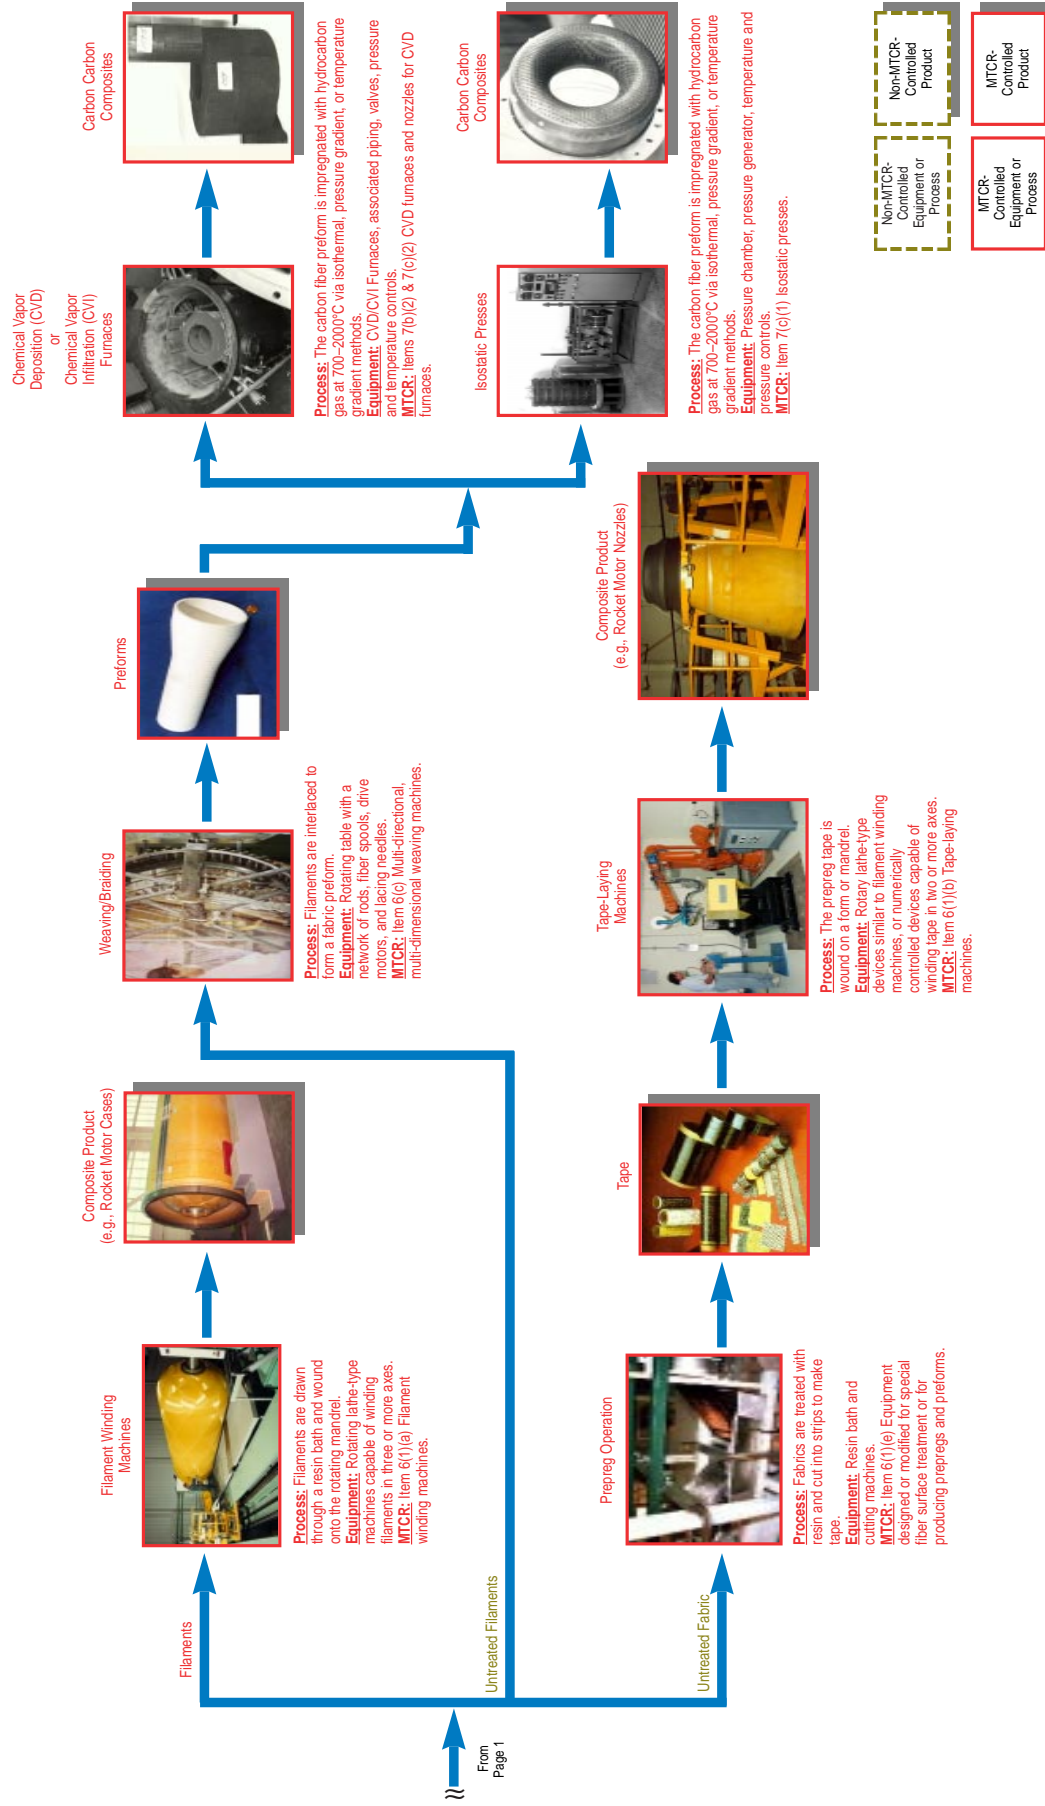 From
Page 1
Filaments
Untreated Filaments
Untreated Fabric
Filament Winding
Machines
Process: Filaments are drawn
through a resin bath and wound
onto the rotating mandrel.
Equipment: Rotating lathe-type
machines capable of winding
filaments in three or more axes.
MTCR: Item 6(1)(a) Filament
winding machines.
Composite Product
(e.g., Rocket Motor Cases)
Weaving/Braiding
Process: Filaments are interlaced to
form a fabric preform.
Equipment: Rotating table with a
network of rods, fiber spools, drive
motors, and lacing needles.
MTCR: Item 6(c) Multi-directional,
multi-dimensional weaving machines.
Preforms
Chemical Vapor
Deposition (CVD)
or
Chemical Vapor
Infiltration (CVI)
Furnaces
Process: The carbon fiber preform is impregnated with hydrocarbon
gas at 700–2000°C via isothermal, pressure gradient, or temperature
gradient methods.
Equipment: CVD/CVI Furnaces, associated piping, valves, pressure
and temperature controls.
MTCR: Items 7(b)(2) & 7(c)(2) CVD furnaces and nozzles for CVD
furnaces.
Carbon Carbon
Composites
Isostatic Presses
Process: The carbon fiber preform is impregnated with hydrocarbon
gas at 700–2000°C via isothermal, pressure gradient, or temperature
gradient methods.
Equipment: Pressure chamber, pressure generator, temperature and
pressure controls.
MTCR: Item 7(c)(1) Isostatic presses.
Carbon Carbon
Composites
Prepreg Operation
Process: Fabrics are treated with
resin and cut into strips to make
tape.
Equipment: Resin bath and
cutting machines.
MTCR: Item 6(1)(e) Equipment
designed or modified for special
fiber surface treatment or for
producing prepregs and preforms.
Tape
Tape-Laying
Machines
Process: The prepreg tape is
wound on a form or mandrel.
Equipment: Rotary lathe-type
devices similar to filament winding
machines, or numerically
controlled devices capable of
winding tape in two or more axes.
MTCR: Item 6(1)(b) Tape-laying
machines.
Composite Product
(e.g., Rocket Motor Nozzles)
Non-MTCR-
Controlled
Equipment or
Process
Non-MTCR-
Controlled
Product
MTCR-
Controlled
Equipment or
Process
MTCR-
Controlled
Product